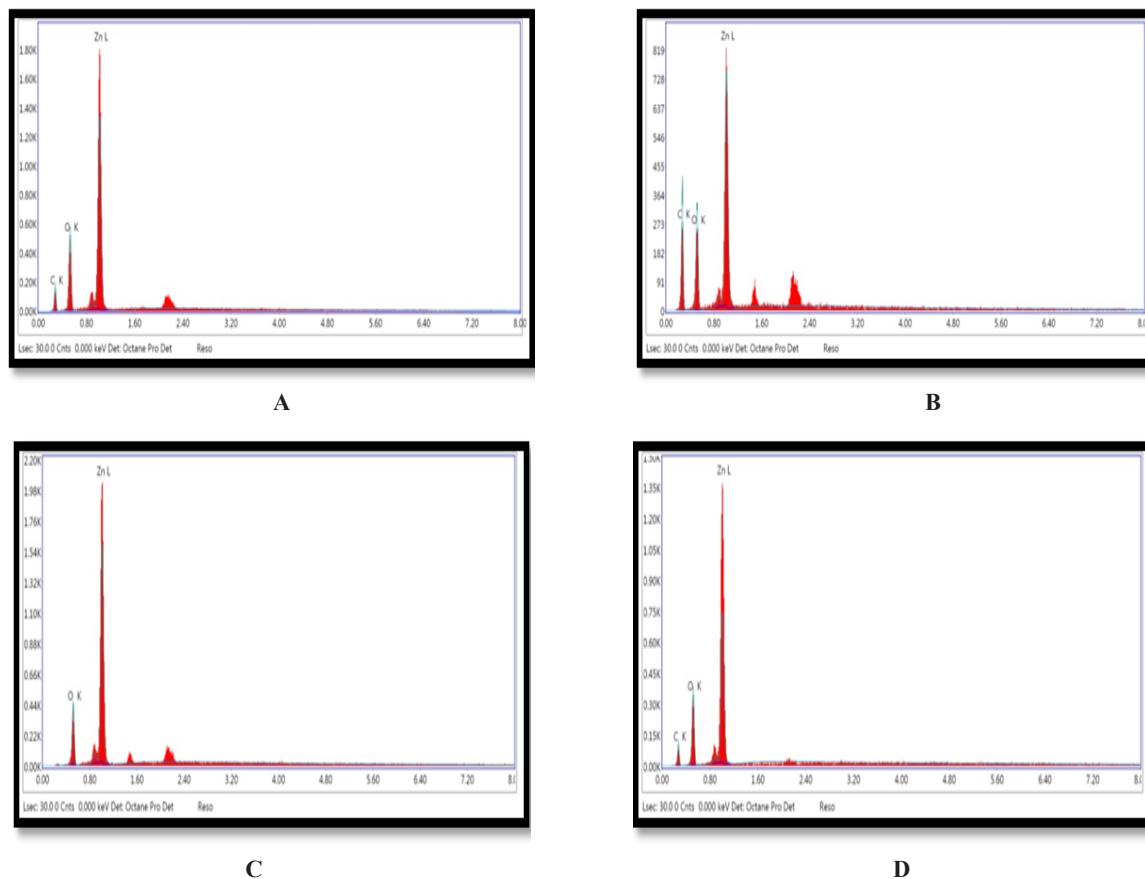 Zn L
1.80K
1.60K
1.40K
1.20K
1.00K
0.80K
O K
0.60K
0.40K
C K
0.20K
0.00K
0.00 0.80 1.60 2.40 3.20 4.00 4.80 5.60 6.40 7.20 8.00
Lsec: 30.0 0 Cnts 0.000 keV Det: Octane Pro Det Reso
A
Zn L
819
728
637
546
455
364
273
C K O K
182
91
0
0.00 0.80 1.60 2.40 3.20 4.00 4.80 5.60 6.40 7.20 8.0
Lsec: 30.0 0 Cnts 0.000 keV Det: Octane Pro Det Reso
B
2.20K
Zn L
1.98K
1.76K
1.54K
1.32K
1.10K
0.88K
0.66K
O K
0.44K
0.22K
0.00K
0.00 0.80 1.60 2.40 3.20 4.00 4.80 5.60 6.40 7.20 8.0
Lsec: 30.0 0 Cnts 0.000 keV Det: Octane Pro Det Reso
C
Zn L
1.35K
1.20K
1.05K
0.90K
0.75K
0.60K
0.45K
O K
0.30K
C K
0.15K
0.00K
0.00 0.80 1.60 2.40 3.20 4.00 4.80 5.60 6.40 7.20 8.0
Lsec: 30.0 0 Cnts 0.000 keV Det: Octane Pro Det Reso
D